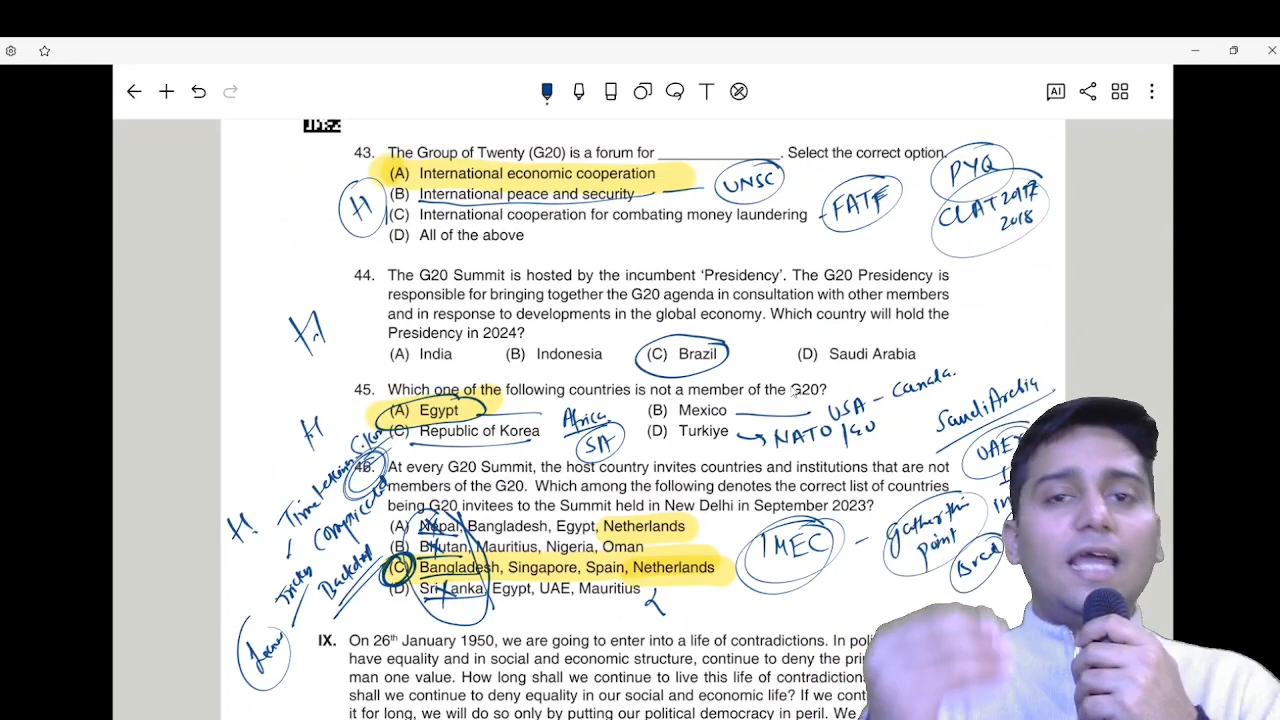 43. The Group of Twenty (G20) is a forum for ______________. Select the correct option.
(A) International economic cooperation
(B) International peace and security
UNSC
PYQ
(C) International cooperation for combating money laundering
FATF
CLAT 2017
2018
(D) All of the above
44. The G20 Summit is hosted by the incumbent ‘Presidency’. The G20 Presidency is
responsible for bringing together the G20 agenda in consultation with other members
and in response to developments in the global economy. Which country will hold the
Presidency in 2024?
(A) India (B) Indonesia (C) Brazil (D) Saudi Arabia
45. Which one of the following countries is not a member of the G20?
(A) Egypt
Africa
(B) Mexico
USA - Canada.
(C) Republic of Korea
SA
(D) Turkiye
NATO
Saudi Arabia
UAE
46. At every G20 Summit, the host country invites countries and institutions that are not
members of the G20. Which among the following denotes the correct list of countries
being G20 invitees to the Summit held in New Delhi in September 2023?
(A) Nepal, Bangladesh, Egypt, Netherlands
(B) Bhutan, Mauritius, Nigeria, Oman
(C) Bangladesh, Singapore, Spain, Netherlands
(D) Sri Lanka, Egypt, UAE, Mauritius
IMEC
point
Backdrop
IX. On 26th January 1950, we are going to enter into a life of contradictions. In
have equality and in social and economic structure, continue to deny the
man one value. How long shall we continue to live this life of contradiction
shall we continue to deny equality in our social and economic life? If we
it for long, we will do so only by putting our political democracy in peril. We
AI
T